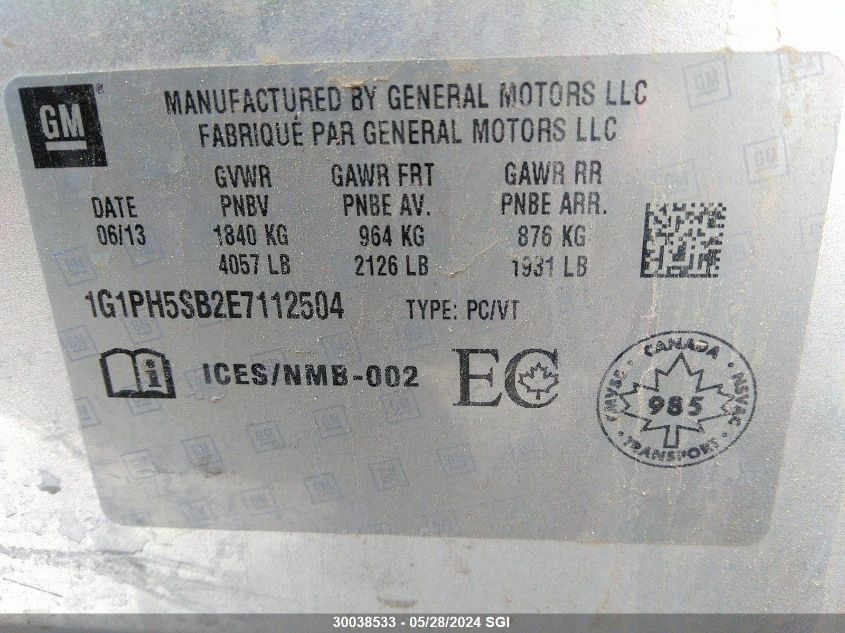 GM
MANUFACTURED BY GENERAL MOTORS LLC
FABRIQUÉ PAR GENERAL MOTORS LLC
GVWR GAWR FRT GAWR RR
DATE PNBV PNBE AV. PNBE ARR.
06/13 1840 KG 964 KG 876 KG
4057 LB 2126 LB 1931 LB
1G1PH5SB2E7112504 TYPE: PC/VT
i ICES/NMB-002 EC
CANADA
CMVSS 985 NSVAC
TRANSPORT
30038533 - 05/28/2024 SGI